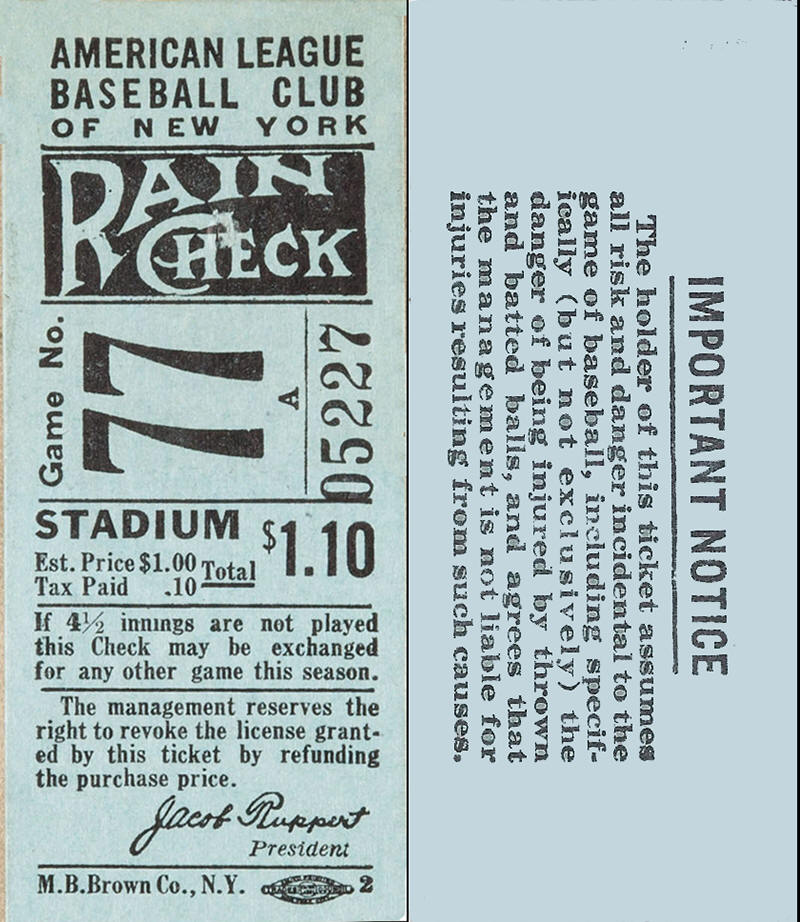 AMERICAN LEAGUE
BASEBALL CLUB
OF NEW YORK
RAIN
CHECK
Game No.
77
A
05227
STADIUM
$1.10
Est. Price $1.00 Total
Tax Paid .10
If 4½ innings are not played
this Check may be exchanged
for any other game this season.
The management reserves the
right to revoke the license grant-
ed by this ticket by refunding
the purchase price.
Jacob Ruppert
President
M.B.Brown Co., N.Y. 2
IMPORTANT NOTICE
The holder of this ticket assumes
all risk and danger incidental to the
game of baseball, including specif-
ically (but not exclusively) the
danger of being injured by thrown
and batted balls, and agrees that
the management is not liable for
injuries resulting from such causes.